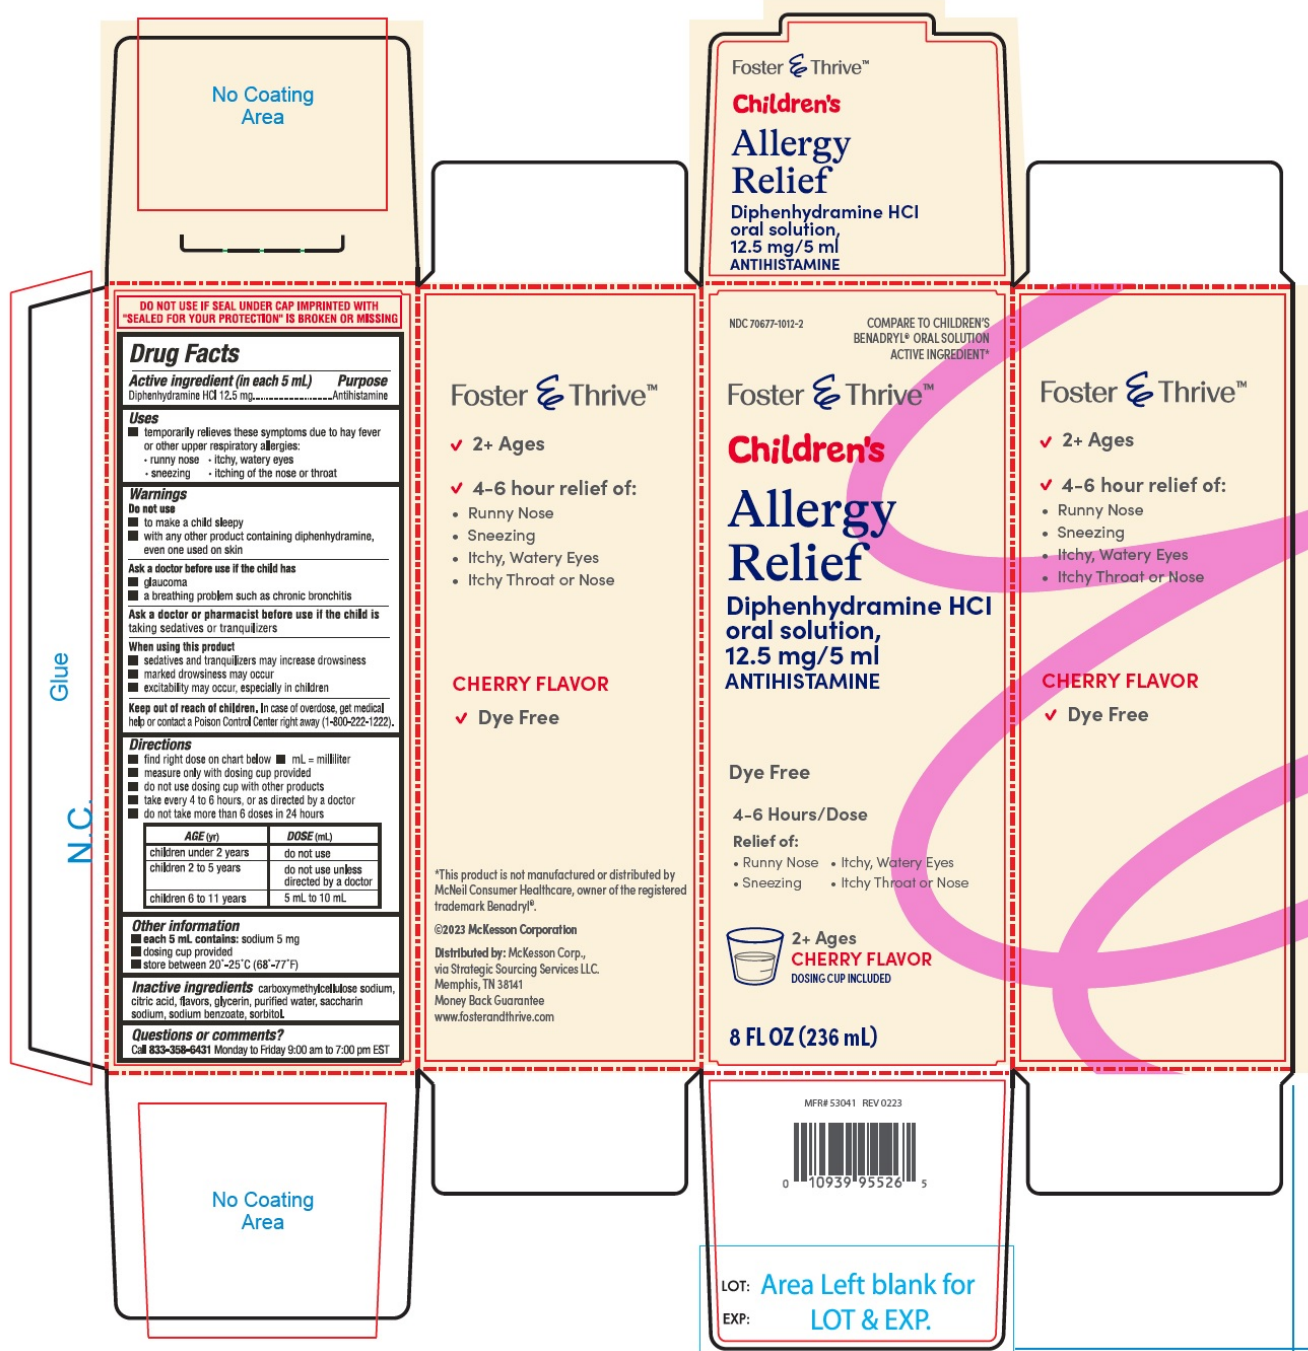 No Coating
Area
Foster & Thrive™
Children's
Allergy
Relief
Diphenhydramine HCl
oral solution,
12.5 mg/5 ml
ANTIHISTAMINE
Glue
N.C.
DO NOT USE IF SEAL UNDER CAP IMPRINTED WITH
"SEALED FOR YOUR PROTECTION" IS BROKEN OR MISSING
Drug Facts
Active ingredient (in each 5 mL) Purpose
Diphenhydramine HCl 12.5 mg....................Antihistamine
Uses
■ temporarily relieves these symptoms due to hay fever
or other upper respiratory allergies:
• runny nose • itchy, watery eyes
• sneezing • itching of the nose or throat
Warnings
Do not use
■ to make a child sleepy
■ with any other product containing diphenhydramine,
even one used on skin
Ask a doctor before use if the child has
■ glaucoma
■ a breathing problem such as chronic bronchitis
Ask a doctor or pharmacist before use if the child is
taking sedatives or tranquilizers
When using this product
■ sedatives and tranquilizers may increase drowsiness
■ marked drowsiness may occur
■ excitability may occur, especially in children
Keep out of reach of children. In case of overdose, get medical
help or contact a Poison Control Center right away (1-800-222-1222).
Directions
■ find right dose on chart below ■ mL = milliliter
■ measure only with dosing cup provided
■ do not use dosing cup with other products
■ take every 4 to 6 hours, or as directed by a doctor
■ do not take more than 6 doses in 24 hours
AGE (yr) DOSE (mL)
children under 2 years do not use
children 2 to 5 years do not use unless
directed by a doctor
children 6 to 11 years 5 mL to 10 mL
Other information
■ each 5 mL contains: sodium 5 mg
■ dosing cup provided
■ store between 20°-25°C (68°-77°F)
Inactive ingredients carboxymethylcellulose sodium,
citric acid, flavors, glycerin, purified water, saccharin
sodium, sodium benzoate, sorbitol.
Questions or comments?
Call 833-358-6431 Monday to Friday 9:00 am to 7:00 pm EST
Foster & Thrive™
✓ 2+ Ages
✓ 4-6 hour relief of:
• Runny Nose
• Sneezing
• Itchy, Watery Eyes
• Itchy Throat or Nose
CHERRY FLAVOR
✓ Dye Free
*This product is not manufactured or distributed by
McNeil Consumer Healthcare, owner of the registered
trademark Benadryl®.
©2023 McKesson Corporation
Distributed by: McKesson Corp.,
via Strategic Sourcing Services LLC.
Memphis, TN 38141
Money Back Guarantee
www.fosterandthrive.com
NDC 70677-1012-2
COMPARE TO CHILDREN'S
BENADRYL® ORAL SOLUTION
ACTIVE INGREDIENT*
Foster & Thrive™
Children's
Allergy
Relief
Diphenhydramine HCl
oral solution,
12.5 mg/5 ml
ANTIHISTAMINE
Dye Free
4-6 Hours/Dose
Relief of:
• Runny Nose • Itchy, Watery Eyes
• Sneezing • Itchy Throat or Nose
2+ Ages
CHERRY FLAVOR
DOSING CUP INCLUDED
8 FL OZ (236 mL)
Foster & Thrive™
✓ 2+ Ages
✓ 4-6 hour relief of:
• Runny Nose
• Sneezing
• Itchy, Watery Eyes
• Itchy Throat or Nose
CHERRY FLAVOR
✓ Dye Free
No Coating
Area
MFR# 53041 REV 0223
0 10939 95526 5
LOT:
EXP:
Area Left blank for
LOT & EXP.